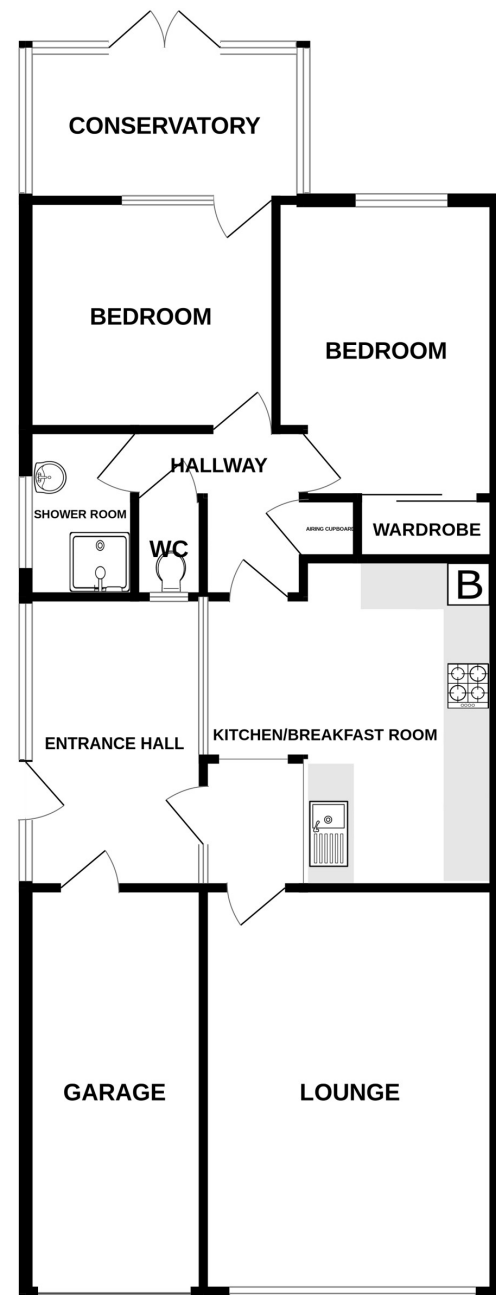 CONSERVATORY
BEDROOM
BEDROOM
HALLWAY
SHOWER ROOM
AIRING CUPBOARD
WARDROBE
WC
B
KITCHEN/BREAKFAST ROOM
ENTRANCE HALL
GARAGE
LOUNGE